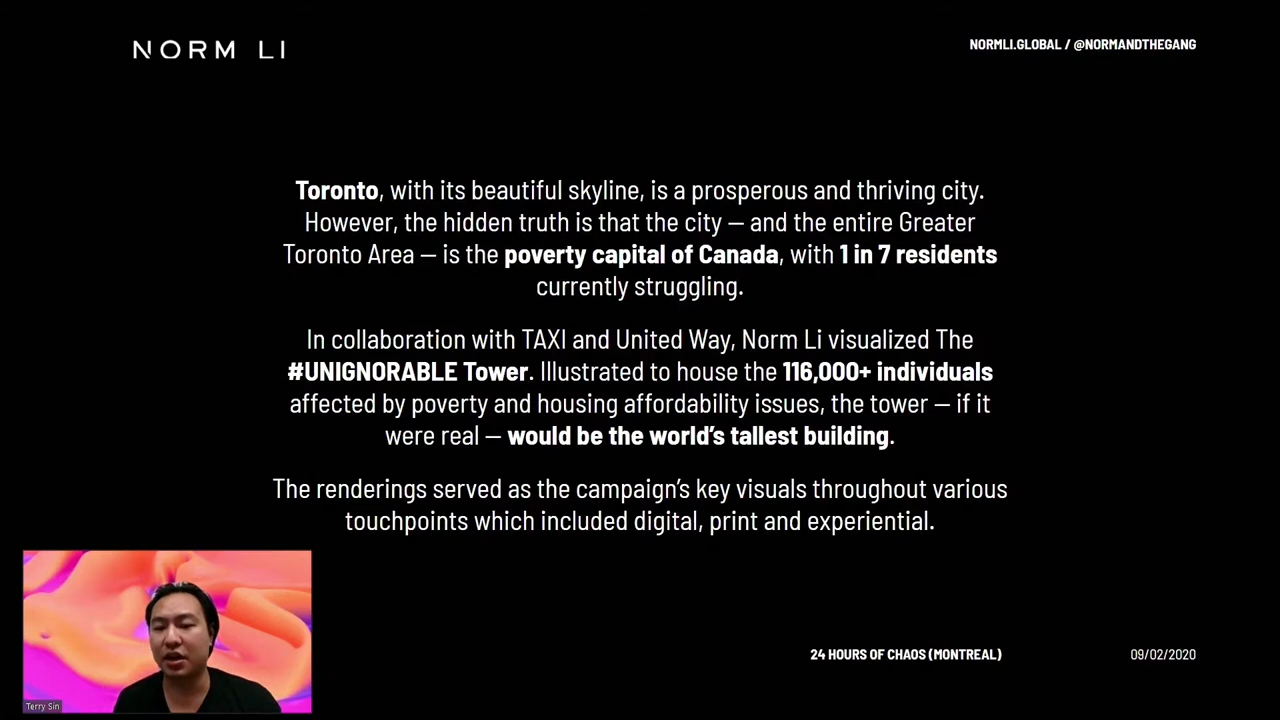 NORM LI
NORMLI.GLOBAL / @NORMANDTHEGANG
Toronto, with its beautiful skyline, is a prosperous and thriving city.
However, the hidden truth is that the city — and the entire Greater
Toronto Area — is the poverty capital of Canada, with 1 in 7 residents
currently struggling.
In collaboration with TAXI and United Way, Norm Li visualized The
#UNIGNORABLE Tower. Illustrated to house the 116,000+ individuals
affected by poverty and housing affordability issues, the tower — if it
were real — would be the world’s tallest building.
The renderings served as the campaign’s key visuals throughout various
touchpoints which included digital, print and experiential.
Terry Sin
24 HOURS OF CHAOS (MONTREAL)
09/02/2020